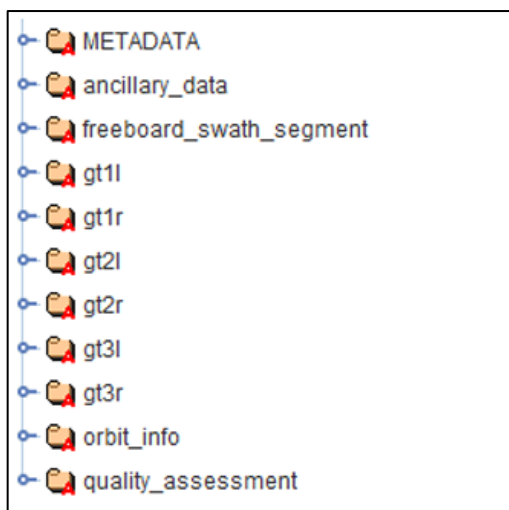 METADATA
ancillary_data
freeboard_swath_segment
gt1l
gt1r
gt2l
gt2r
gt3l
gt3r
orbit_info
quality_assessment